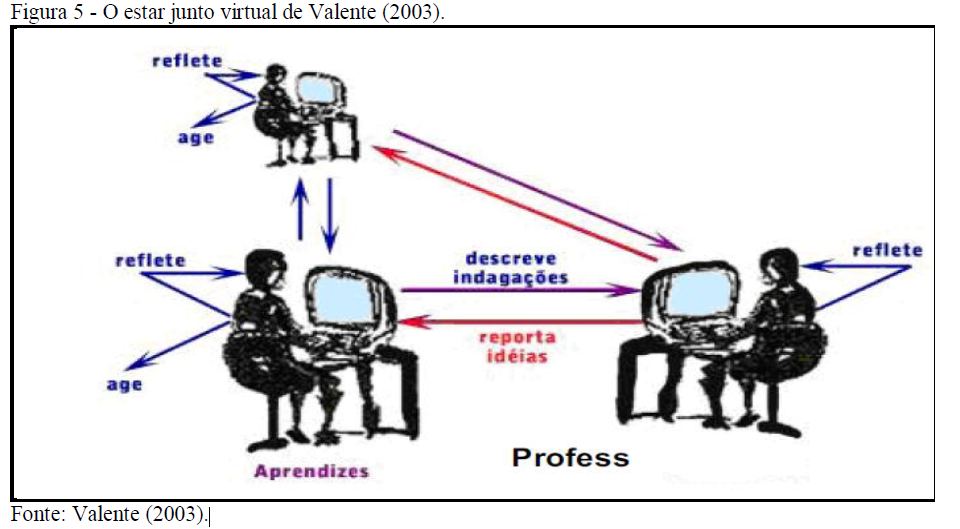 Figura 5 - O estar junto virtual de Valente (2003).
reflete
age
reflete
descreve
indagações
reflete
reporta
idéias
age
Aprendizes
Profess
Fonte: Valente (2003).